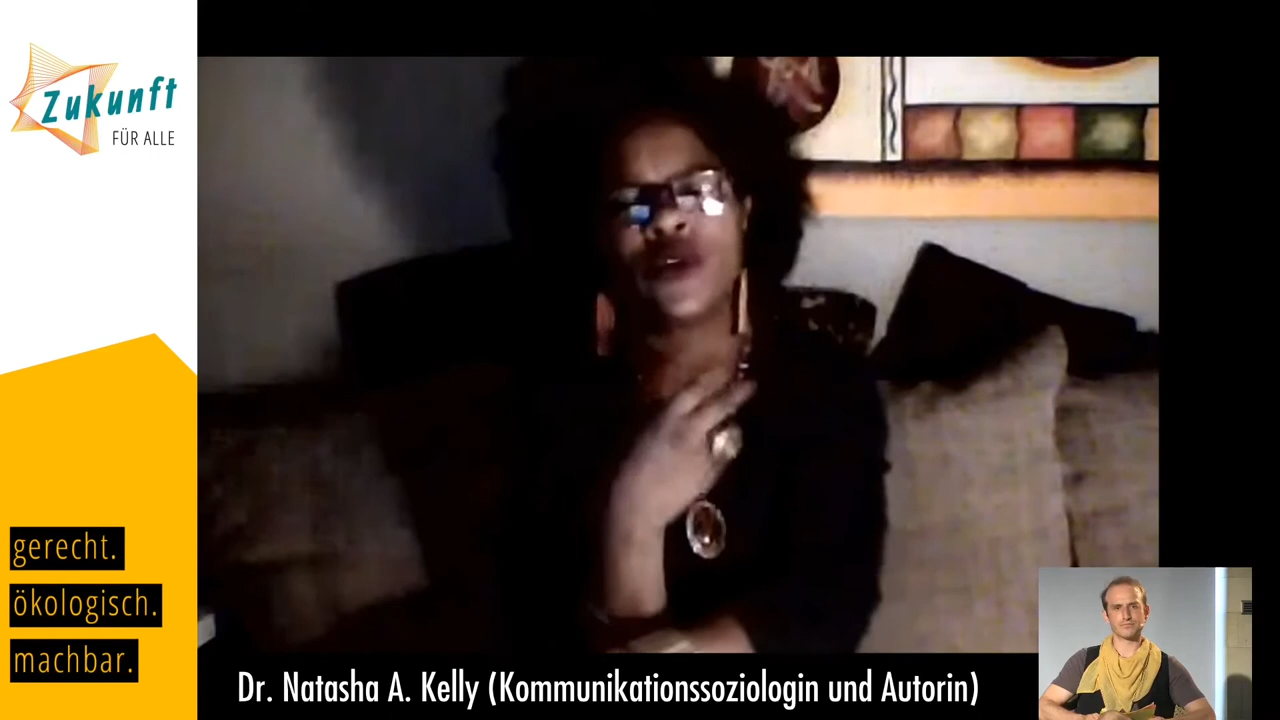 Zukunft
FÜR ALLE
gerecht.
ökologisch.
machbar.
Dr. Natasha A. Kelly (Kommunikationssoziologin und Autorin)